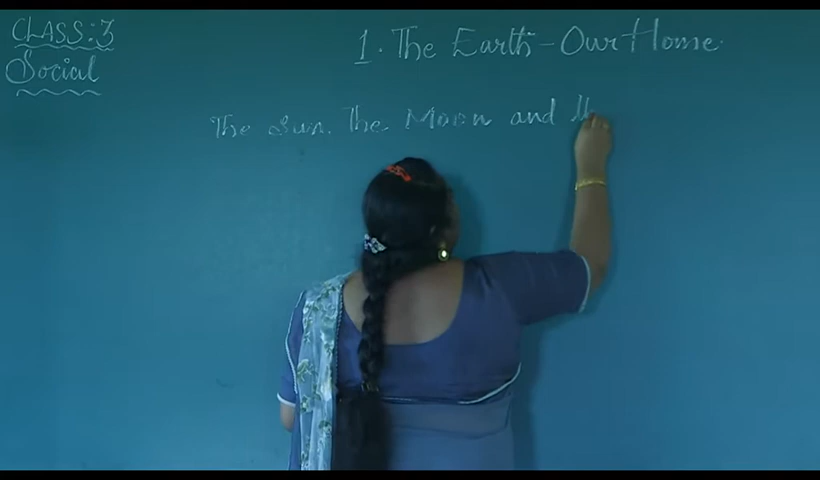 CLASS: 3
Social
1. The Earth - Our Home.
The Sun. The Moon and